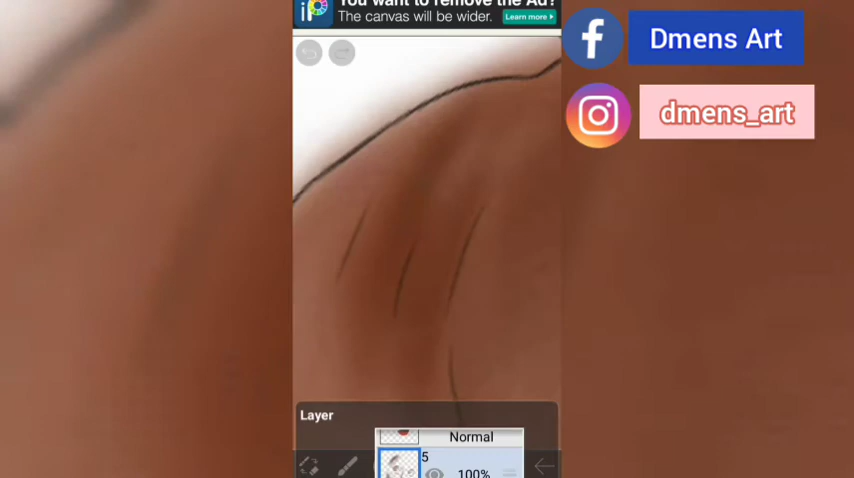 You want to remove the Ad?
The canvas will be wider.
Learn more
iP
Dmens Art
dmens_art
Layer
Normal
5
100%